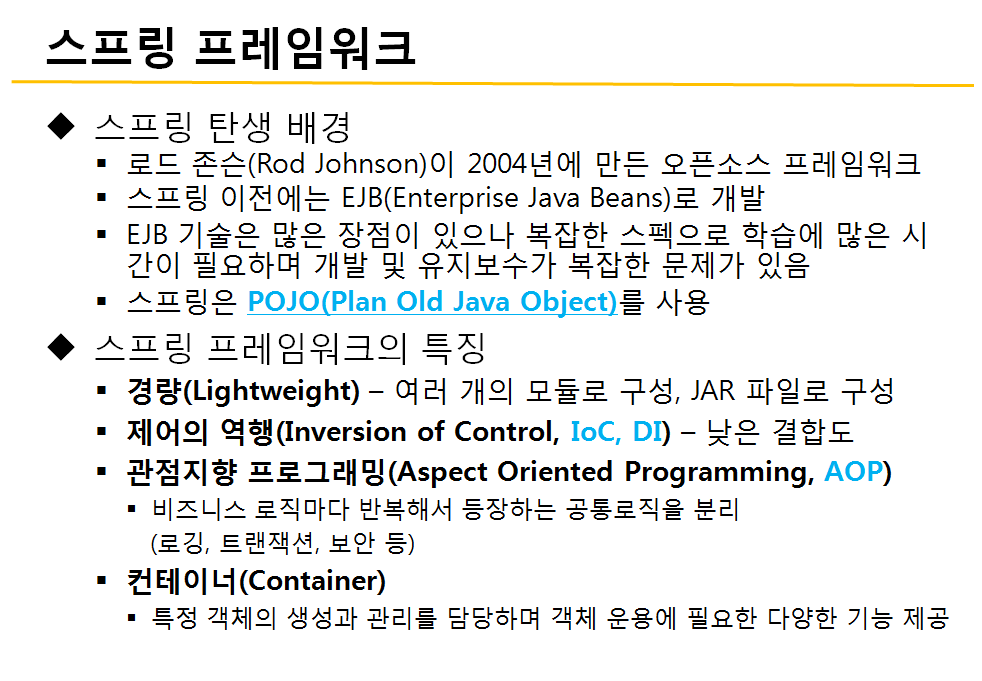 스프링 프레임워크
◆ 스프링 탄생 배경
▪ 로드 존슨(Rod Johnson)이 2004년에 만든 오픈소스 프레임워크
▪ 스프링 이전에는 EJB(Enterprise Java Beans)로 개발
▪ EJB 기술은 많은 장점이 있으나 복잡한 스펙으로 학습에 많은 시
간이 필요하며 개발 및 유지보수가 복잡한 문제가 있음
▪ 스프링은 POJO(Plan Old Java Object)를 사용
◆ 스프링 프레임워크의 특징
▪ 경량(Lightweight) – 여러 개의 모듈로 구성, JAR 파일로 구성
▪ 제어의 역행(Inversion of Control, IoC, DI) – 낮은 결합도
▪ 관점지향 프로그래밍(Aspect Oriented Programming, AOP)
▪ 비즈니스 로직마다 반복해서 등장하는 공통로직을 분리
(로깅, 트랜잭션, 보안 등)
▪ 컨테이너(Container)
▪ 특정 객체의 생성과 관리를 담당하며 객체 운용에 필요한 다양한 기능 제공